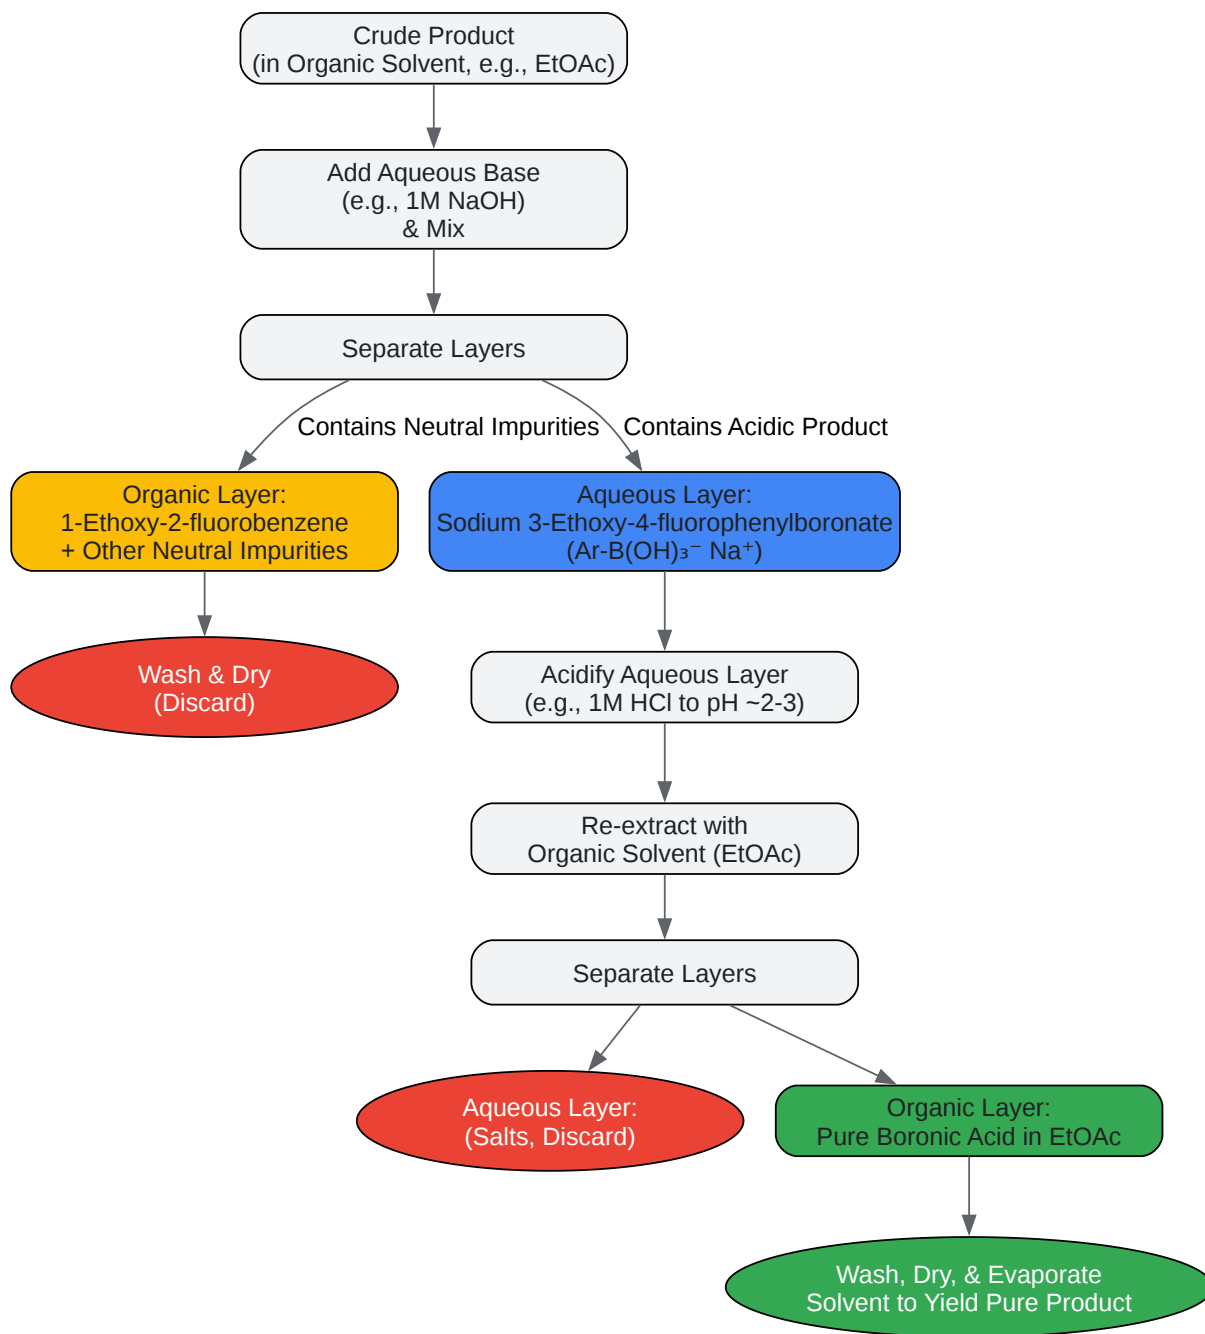 Crude Product
(in Organic Solvent, e.g., EtOAc)
Add Aqueous Base
(e.g., 1M NaOH)
& Mix
Separate Layers
Contains Neutral Impurities
Contains Acidic Product
Organic Layer:
1-Ethoxy-2-fluorobenzene
+ Other Neutral Impurities
Aqueous Layer:
Sodium 3-Ethoxy-4-fluorophenylboronate
(Ar-B(OH)₃⁻ Na⁺)
Wash & Dry
(Discard)
Acidify Aqueous Layer
(e.g., 1M HCl to pH ~2-3)
Re-extract with
Organic Solvent (EtOAc)
Separate Layers
Aqueous Layer:
(Salts, Discard)
Organic Layer:
Pure Boronic Acid in EtOAc
Wash, Dry, & Evaporate
Solvent to Yield Pure Product